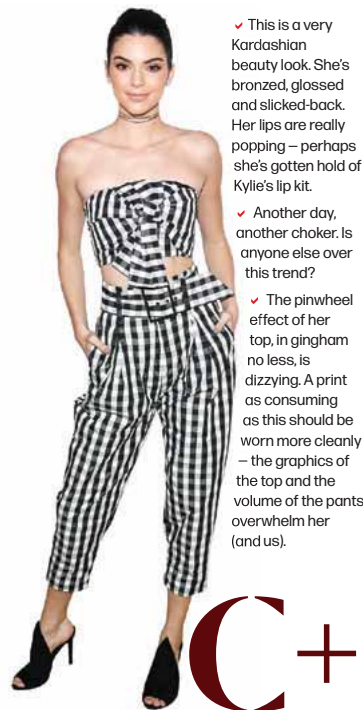 This is a very
Kardashian
beauty look. She's
bronzed, glossed
and slicked-back.
Her lips are really
popping — perhaps
she's gotten hold of
Kylie's lip kit.
Another day,
another choker. Is
anyone else over
this trend?
The pinwheel
effect of her
top, in gingham
no less, is
dizzying. A print
as consuming
as this should be
worn more cleanly
— the graphics of
the top and the
volume of the pants
overwhelm her
(and us).
C+